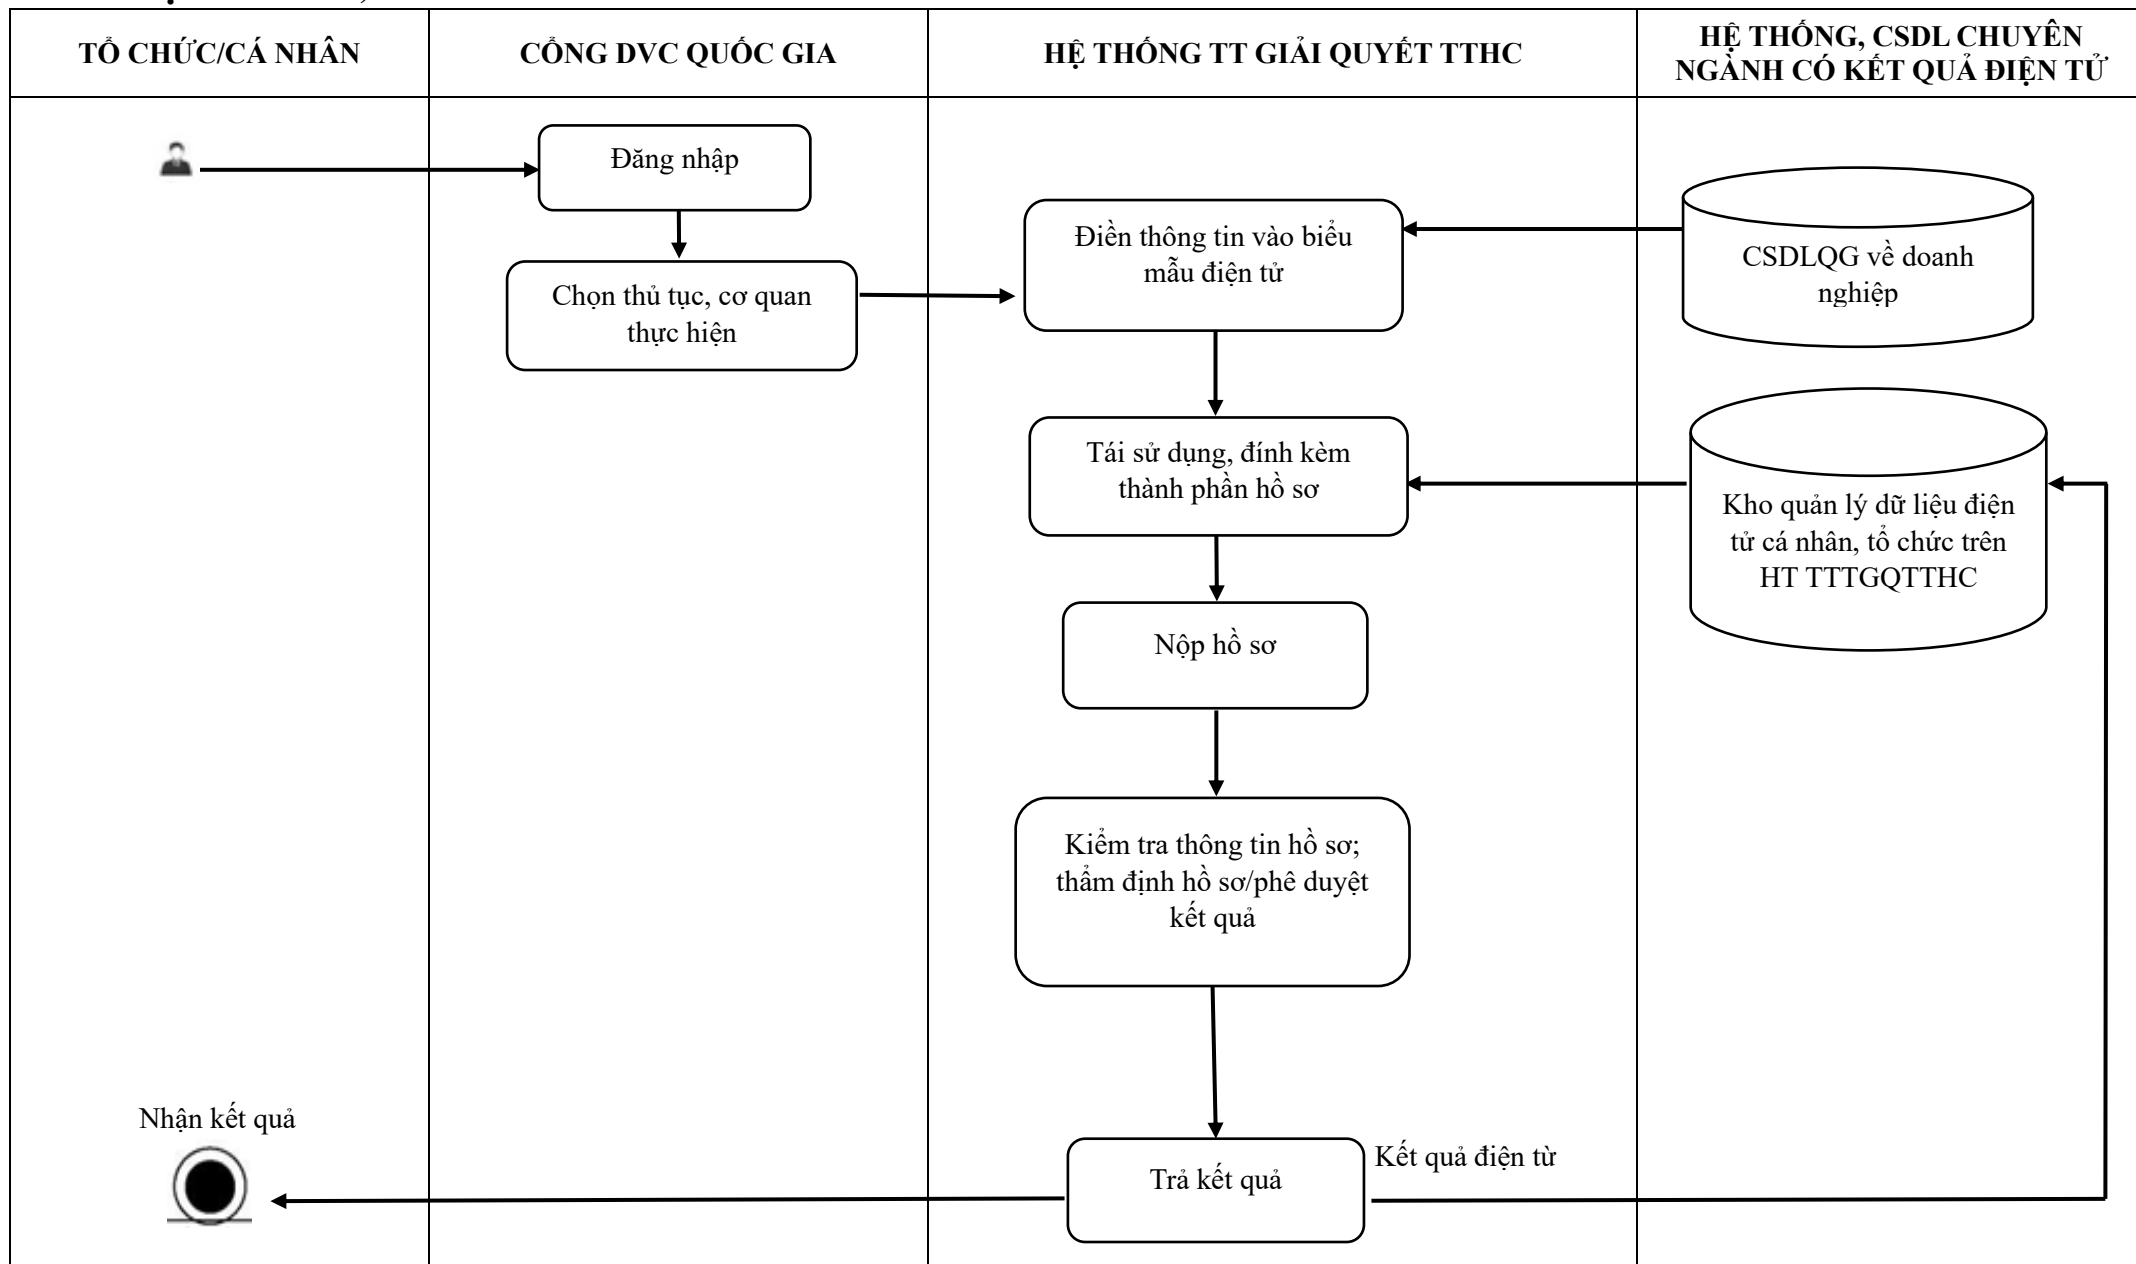 TỔ CHỨC/CÁ NHÂN
CỔNG DVC QUỐC GIA
HỆ THỐNG TT GIẢI QUYẾT TTHC
HỆ THỐNG, CSDL CHUYÊN
NGÀNH CÓ KẾT QUẢ ĐIỆN TỬ
Đăng nhập
Chọn thủ tục, cơ quan
thực hiện
Điền thông tin vào biểu
mẫu điện tử
CSDLQG về doanh
nghiệp
Tái sử dụng, đính kèm
thành phần hồ sơ
Kho quản lý dữ liệu điện
tử cá nhân, tổ chức trên
HT TTTGQTTHC
Nộp hồ sơ
Kiểm tra thông tin hồ sơ;
thẩm định hồ sơ/phê duyệt
kết quả
Nhận kết quả
Trả kết quả
Kết quả điện từ